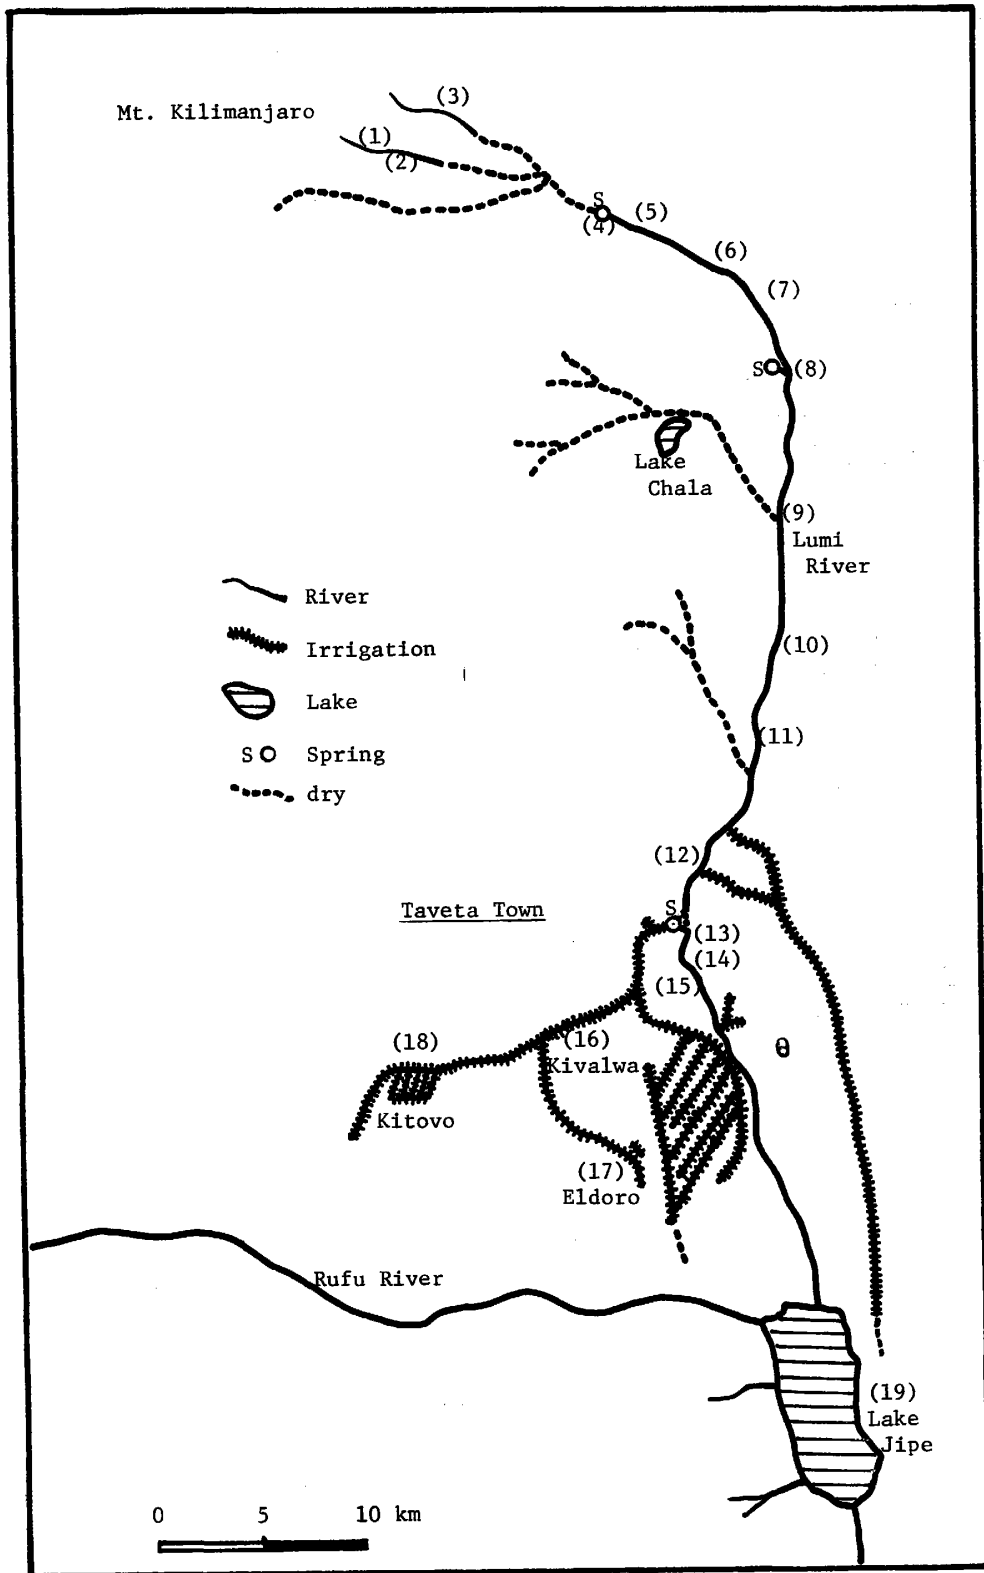 (3)
Mt. Kilimanjaro
(1)
(2)
S
(5)
(4)
(6)
(7)
S
(8)
Lake
Chala
(9)
Lumi
River
River
Irrigation
Lake
S Spring
dry
(10)
(11)
(12)
Taveta Town
S
(13)
(14)
(15)
(16)
Kivalwa
(18)
Kitovo
(17)
Eldoro
Rufu River
(19)
Lake
Jipe
0 5 10 km